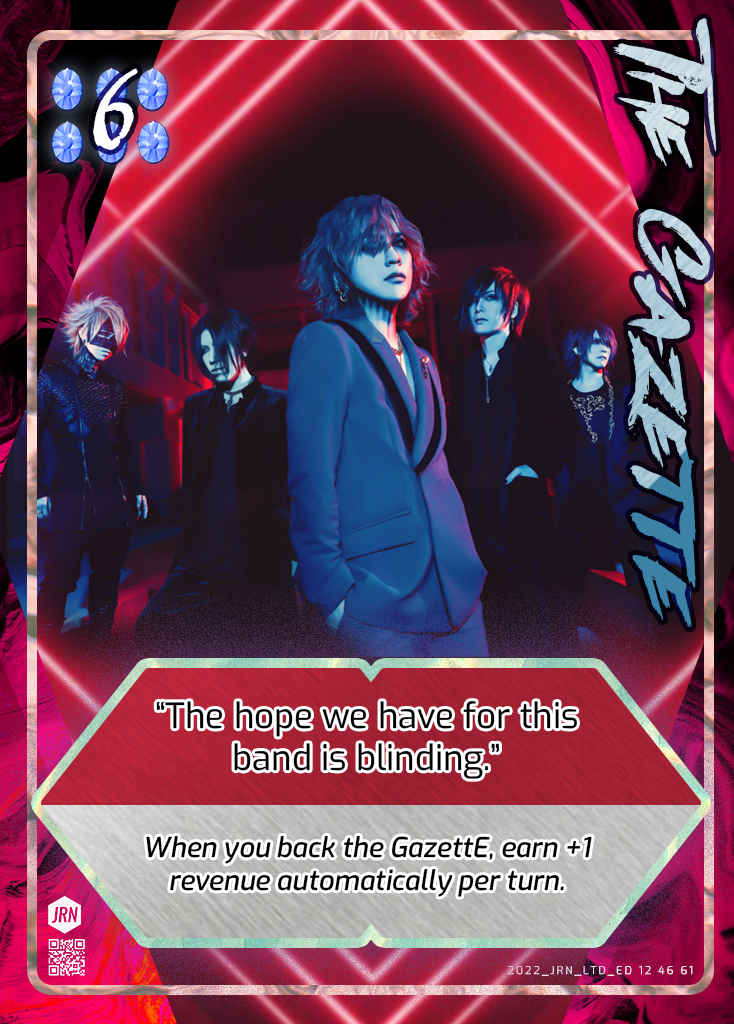 6
THE GAZETTE
“The hope we have for this
band is blinding.”
When you back the GazettE, earn +1
revenue automatically per turn.
JRN
2022_JRN_LTD_ED 12 46 61